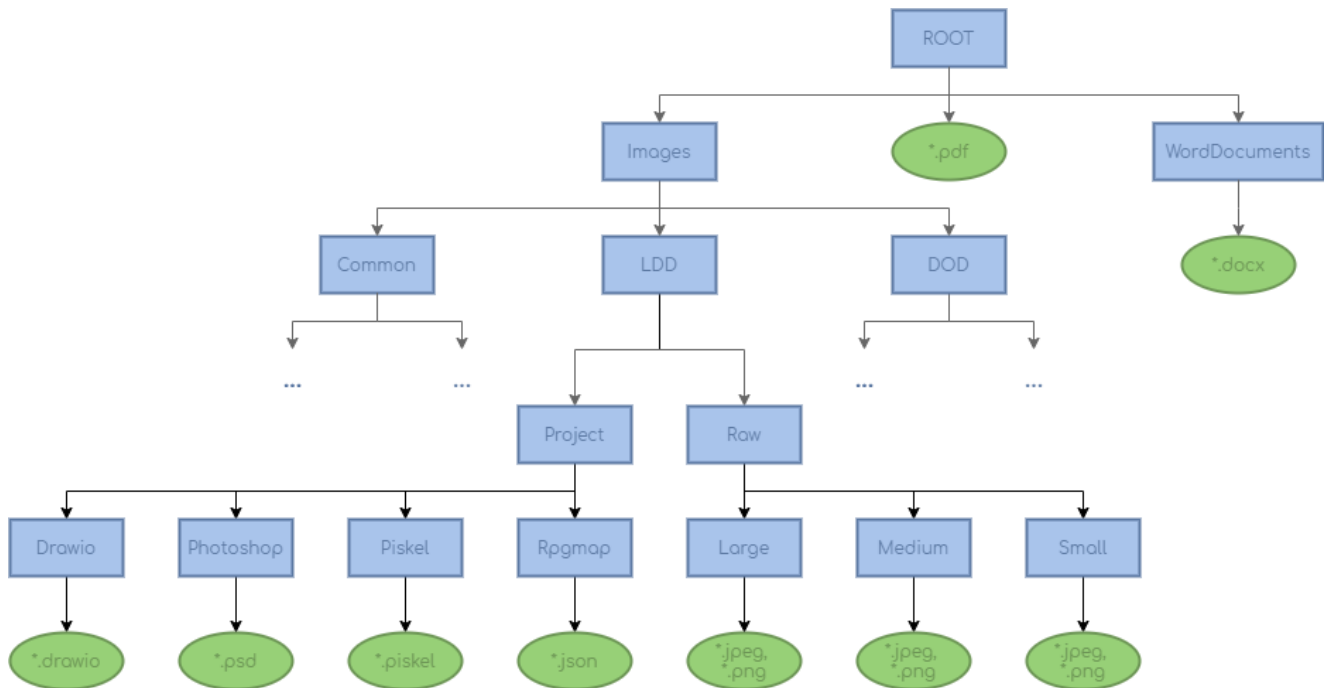 ROOT
Images
*.pdf
WordDocuments
Common
LDD
DOD
*.docx
...
...
...
...
Project
Raw
Drawio
Photoshop
Piskel
Rpgmap
Large
Medium
Small
*.drawio
*.psd
*.piskel
*.json
*.jpeg,
*.png
*.jpeg,
*.png
*.jpeg,
*.png